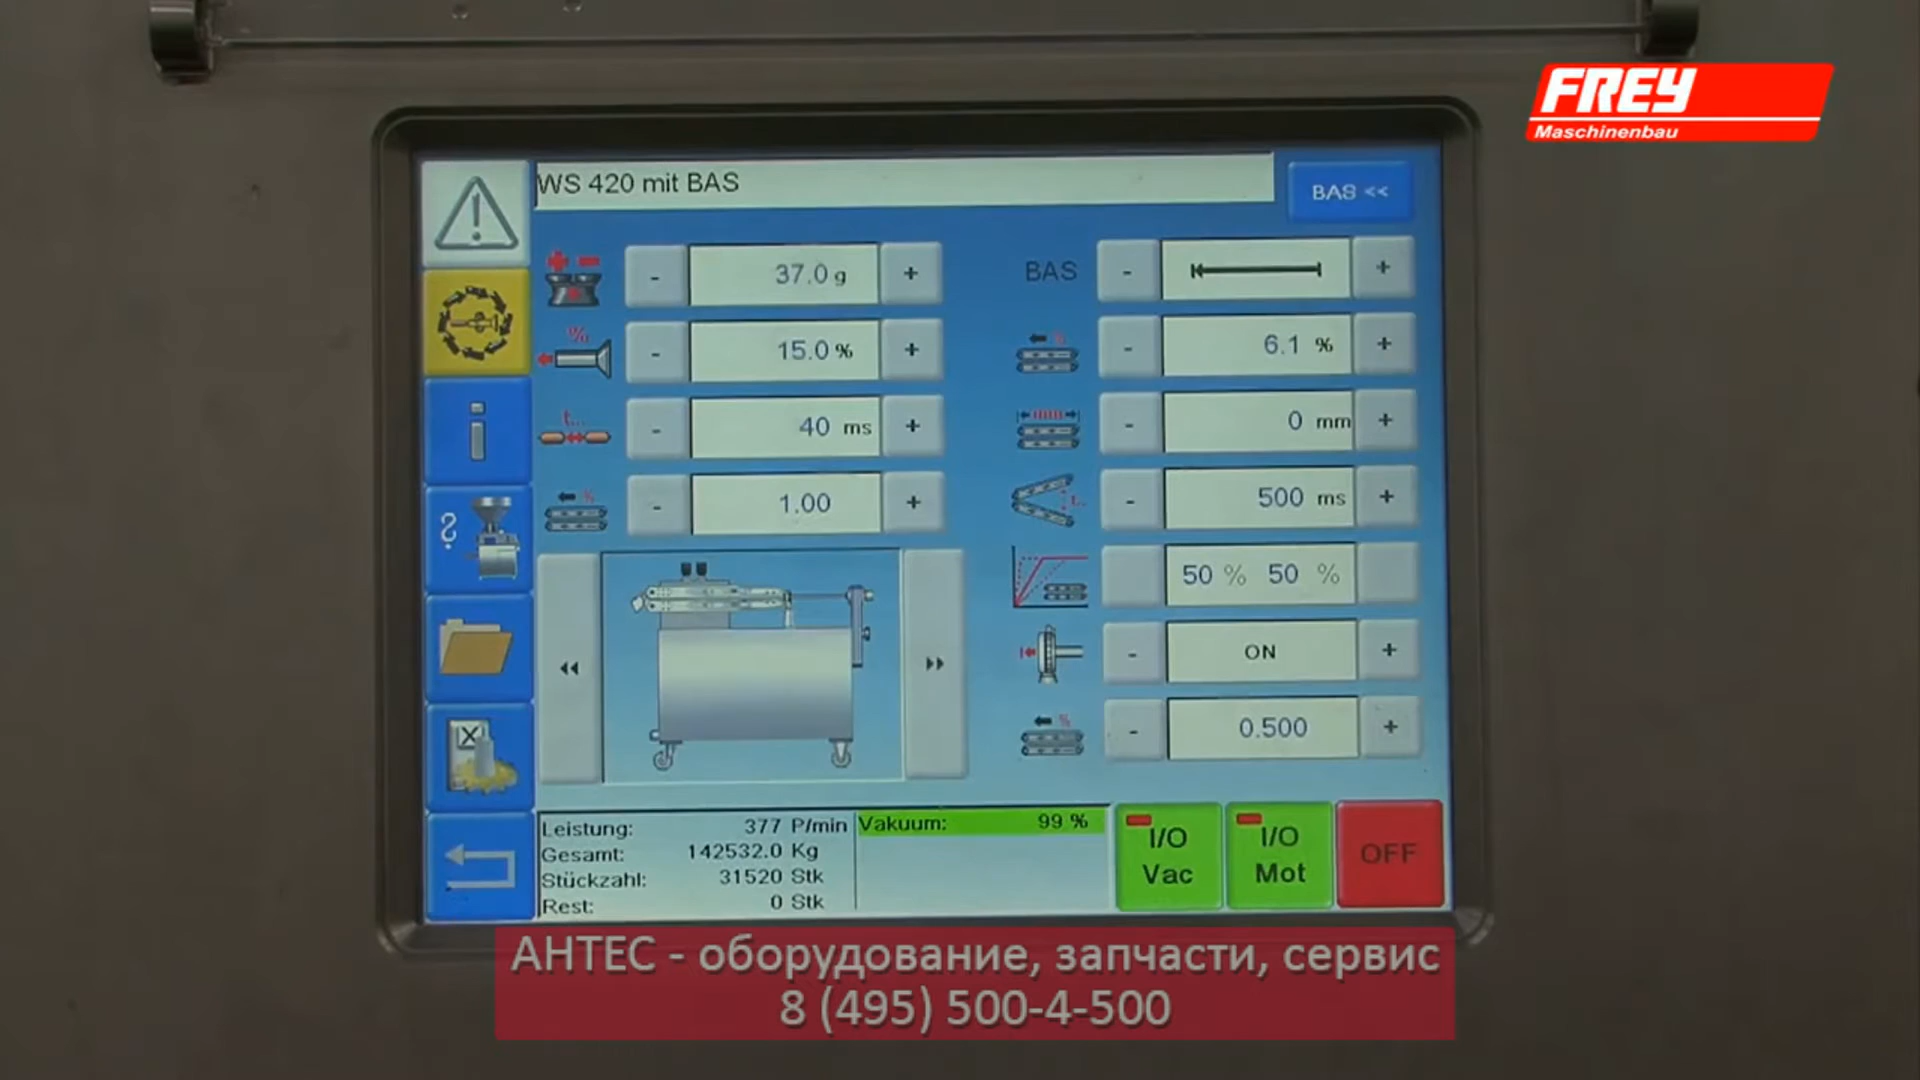 FREY
Maschinenbau
WS 420 mit BAS
BAS <<
- 37.0 g +
BAS - +
%
- 15.0 % +
%
- 6.1 % +
t...
- 40 ms +
- 0 mm +
%
- 1.00 +
t...
- 500 ms +
50 % 50 %
- ON +
%
- 0.500 +
Leistung: 377 P/min
Gesamt: 142532.0 Kg
Stückzahl: 31520 Stk
Rest: 0 Stk
Vakuum: 99 %
I/O
Vac
I/O
Mot
OFF
АНТЕС - оборудование, запчасти, сервис
8 (495) 500-4-500